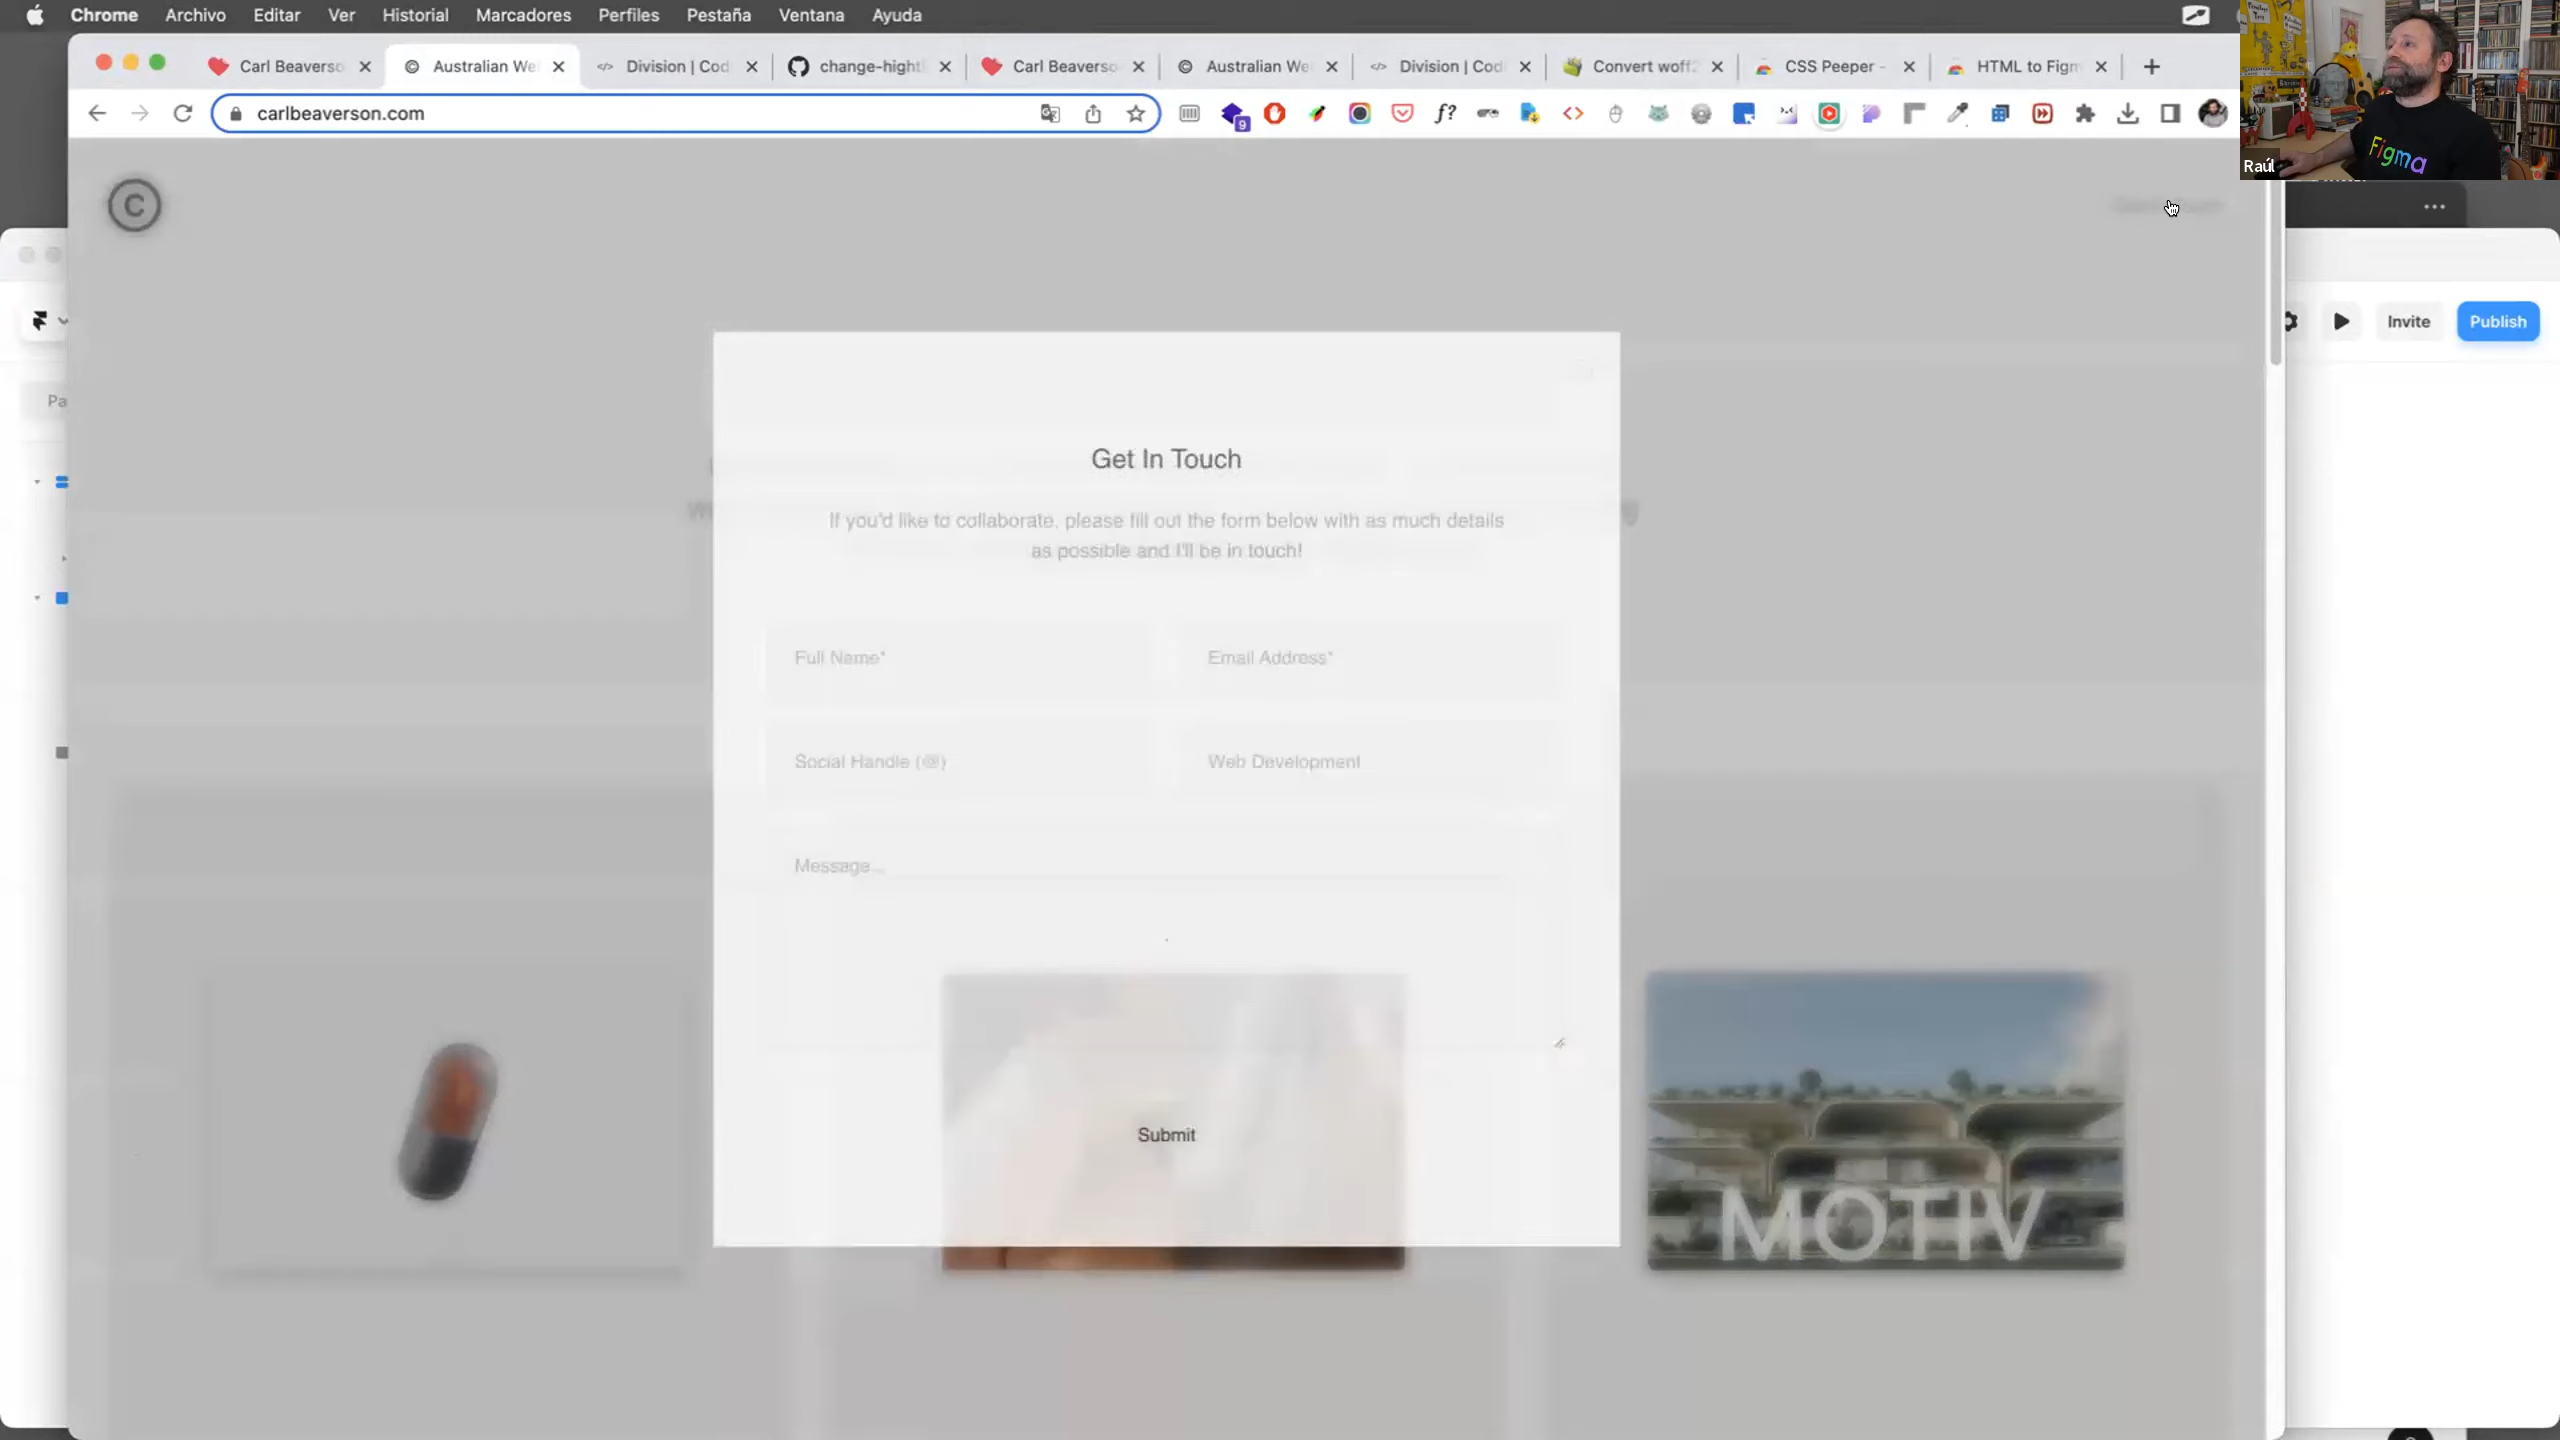 Chrome Archivo Editar Ver Historial Marcadores Perfiles Pestaña Ventana Ayuda
Carl Beaverso
Australian We
Division | Cod
change-hight
Carl Beaverso
Australian We
Division | Cod
Convert woff2
CSS Peeper -
HTML to Figm
carlbeaverson.com
9
f?
Figma
Raúl
C
Invite
Publish
Pa
Get In Touch
If you'd like to collaborate, please fill out the form below with as much details
as possible and I'll be in touch!
Full Name*
Email Address*
Social Handle (@)
Web Development
Message...
Submit
MOTIV